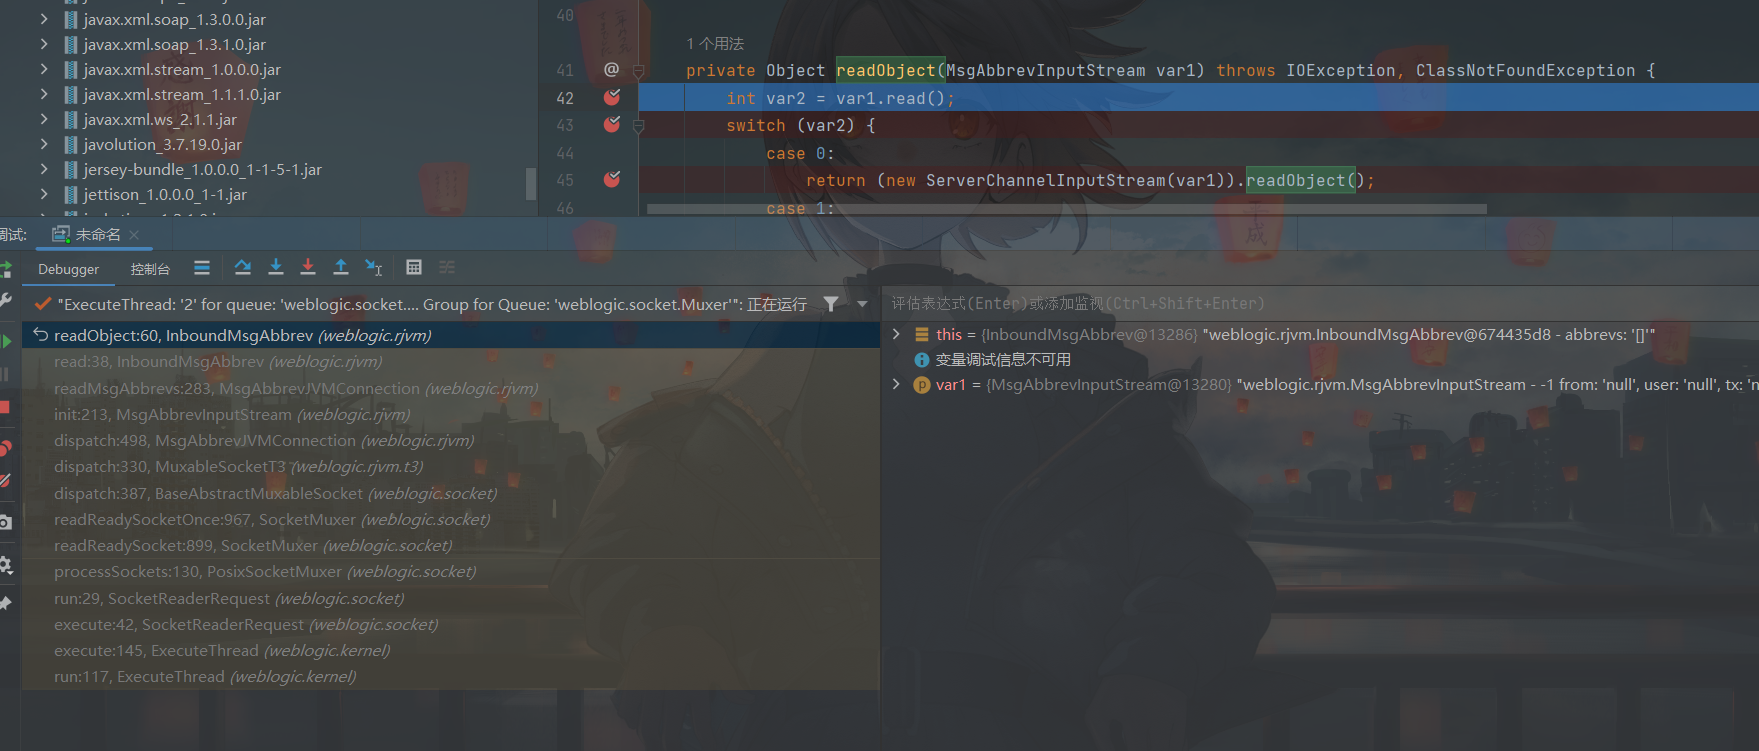 javax.xml.soap_1.3.0.0.jar
javax.xml.soap_1.3.1.0.jar
javax.xml.stream_1.0.0.0.jar
javax.xml.stream_1.1.1.0.jar
javax.xml.ws_2.1.1.jar
javolution_3.7.19.0.jar
jersey-bundle_1.0.0.0_1-1-5-1.jar
jettison_1.0.0.0_1-1.jar
40
1 个用法
41 @ private Object readObject(MsgAbbrevInputStream var1) throws IOException, ClassNotFoundException {
42 int var2 = var1.read();
43 switch (var2) {
44 case 0:
45 return (new ServerChannelInputStream(var1)).readObject();
46 case 1:
调试: 未命名
Debugger 控制台
"ExecuteThread: '2' for queue: 'weblogic.socket.... Group for Queue: 'weblogic.socket.Muxer'": 正在运行
readObject:60, InboundMsgAbbrev (weblogic.rjvm)
read:38, InboundMsgAbbrev (weblogic.rjvm)
readMsgAbbrevs:283, MsgAbbrevJVMConnection (weblogic.rjvm)
init:213, MsgAbbrevInputStream (weblogic.rjvm)
dispatch:498, MsgAbbrevJVMConnection (weblogic.rjvm)
dispatch:330, MuxableSocketT3 (weblogic.rjvm.t3)
dispatch:387, BaseAbstractMuxableSocket (weblogic.socket)
readReadySocketOnce:967, SocketMuxer (weblogic.socket)
readReadySocket:899, SocketMuxer (weblogic.socket)
processSockets:130, PosixSocketMuxer (weblogic.socket)
run:29, SocketReaderRequest (weblogic.socket)
execute:42, SocketReaderRequest (weblogic.socket)
execute:145, ExecuteThread (weblogic.kernel)
run:117, ExecuteThread (weblogic.kernel)
评估表达式(Enter)或添加监视(Ctrl+Shift+Enter)
this = {InboundMsgAbbrev@13286} "weblogic.rjvm.InboundMsgAbbrev@674435d8 - abbrevs: '[]'"
变量调试信息不可用
var1 = {MsgAbbrevInputStream@13280} "weblogic.rjvm.MsgAbbrevInputStream - -1 from: 'null', user: 'null', tx: 'n